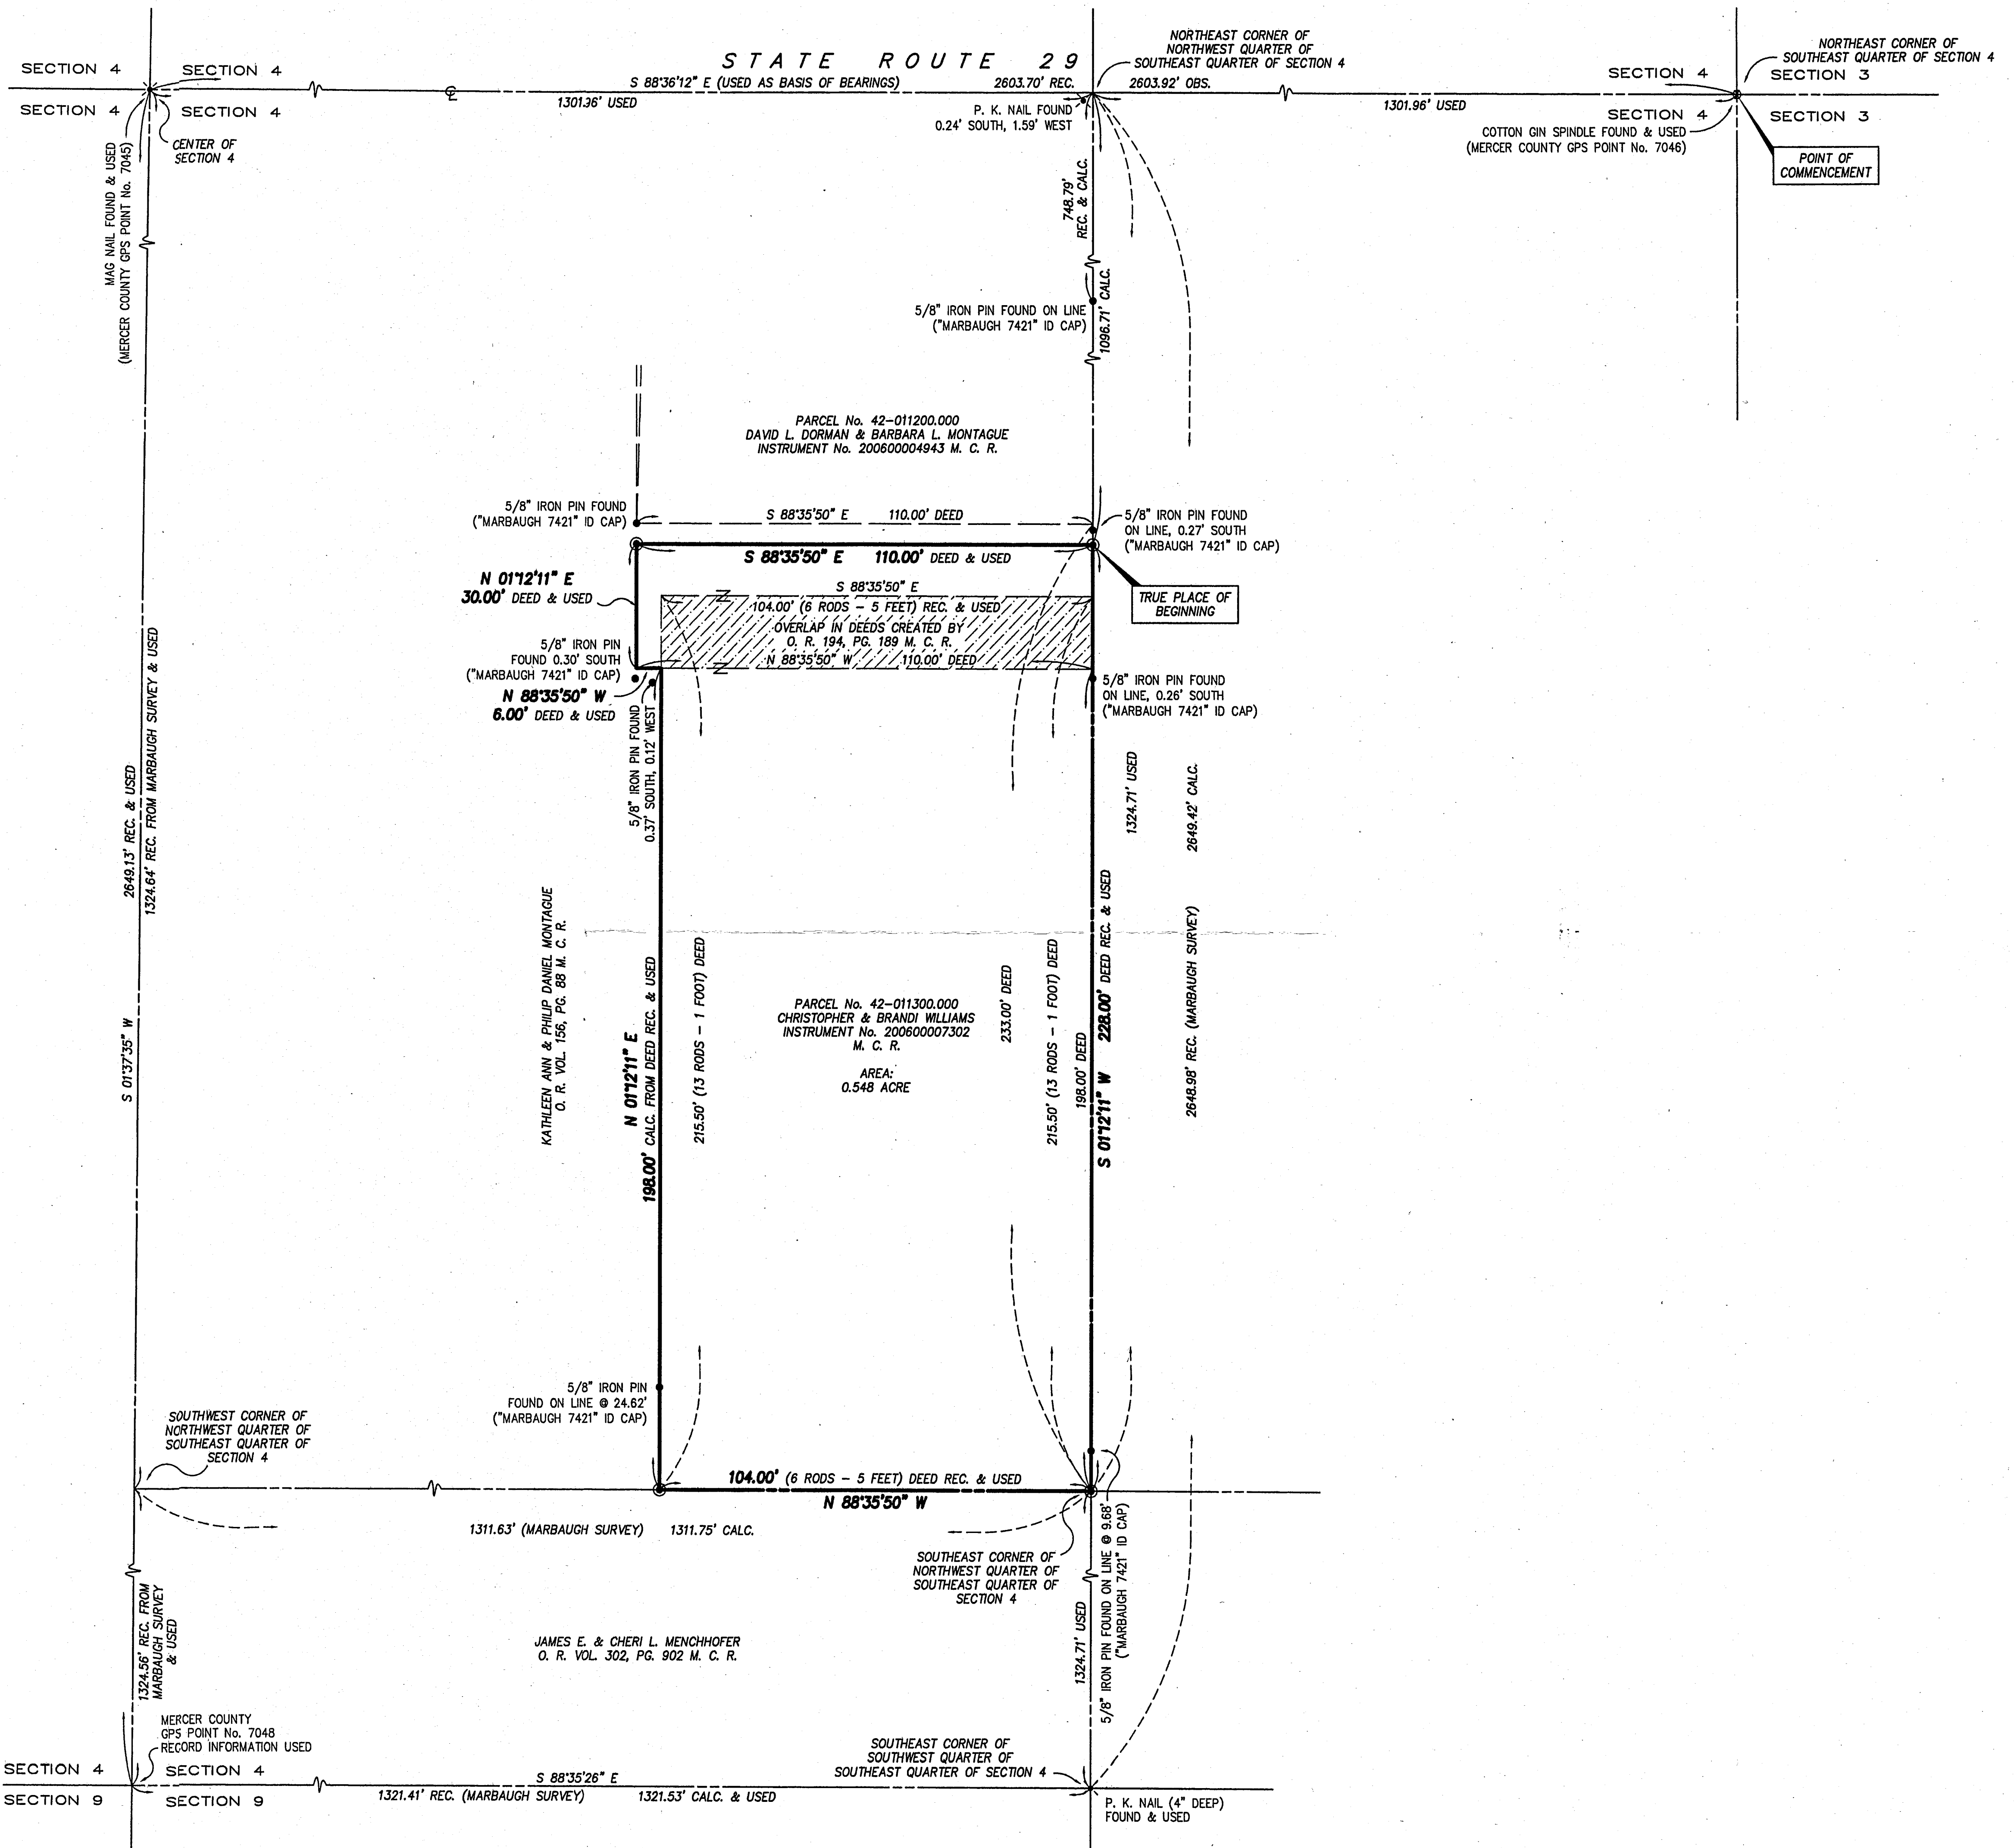 STATE ROUTE 29
SECTION 4
SECTION 4
SECTION 4
SECTION 4
CENTER OF
SECTION 4
MAG NAIL FOUND & USED
(MERCER COUNTY GPS POINT No. 7045)
S 88°36'12" E (USED AS BASIS OF BEARINGS)
2603.70' REC.
2603.92' OBS.
1301.96' USED
P. K. NAIL FOUND
0.24' SOUTH, 1.59' WEST
NORTHEAST CORNER OF
NORTHWEST QUARTER OF
SOUTHEAST QUARTER OF SECTION 4
1301.96' USED
NORTHEAST CORNER OF
SOUTHEAST QUARTER OF SECTION 4
SECTION 4
SECTION 3
SECTION 4
SECTION 3
COTTON GIN SPINDLE FOUND & USED
(MERCER COUNTY GPS POINT No. 7046)
POINT OF
COMMENCEMENT
748.79'
REC. & CALC.
1096.71' CALC.
5/8" IRON PIN FOUND ON LINE
("MARBAUGH 7421" ID CAP)
PARCEL No. 42-011200.000
DAVID L. DORMAN & BARBARA L. MONTAGUE
INSTRUMENT No. 200600004943 M. C. R.
5/8" IRON PIN FOUND
("MARBAUGH 7421" ID CAP)
S 88°35'50" E 110.00' DEED
5/8" IRON PIN FOUND
ON LINE, 0.27' SOUTH
("MARBAUGH 7421" ID CAP)
S 88°35'50" E 110.00' DEED & USED
N 01°12'11" E
30.00' DEED & USED
S 88°35'50" E
104.00' (6 RODS - 5 FEET) REC. & USED
OVERLAP IN DEEDS CREATED BY
O. R. 194, PG. 189 M. C. R.
N 88°35'50" W 110.00' DEED
TRUE PLACE OF
BEGINNING
5/8" IRON PIN
FOUND 0.30' SOUTH
("MARBAUGH 7421" ID CAP)
N 88°35'50" W
6.00' DEED & USED
5/8" IRON PIN FOUND
0.37' SOUTH, 0.12' WEST
5/8" IRON PIN FOUND
ON LINE, 0.26' SOUTH
("MARBAUGH 7421" ID CAP)
S 01°37'35" W
2649.13' REC. & USED
1324.64' REC. FROM MARBAUGH SURVEY & USED
KATHLEEN ANN & PHILIP DANIEL MONTAGUE
O. R. VOL. 156, PG. 88 M. C. R.
N 01°12'11" E
198.00' CALC. FROM DEED REC. & USED
215.50' (13 RODS - 1 FOOT) DEED
PARCEL No. 42-011300.000
CHRISTOPHER & BRANDI WILLIAMS
INSTRUMENT No. 200600007302
M. C. R.
AREA:
0.548 ACRE
233.00' DEED
215.50' (13 RODS - 1 FOOT) DEED
198.00' DEED
S 01°12'11" W 228.00' DEED REC. & USED
1324.71' USED
2648.98' REC. (MARBAUGH SURVEY)
2649.42' CALC.
5/8" IRON PIN
FOUND ON LINE @ 24.62'
("MARBAUGH 7421" ID CAP)
SOUTHWEST CORNER OF
NORTHWEST QUARTER OF
SOUTHEAST QUARTER OF
SECTION 4
104.00' (6 RODS - 5 FEET) DEED REC. & USED
N 88°35'50" W
1311.63' (MARBAUGH SURVEY) 1311.75' CALC.
SOUTHEAST CORNER OF
NORTHWEST QUARTER OF
SOUTHEAST QUARTER OF
SECTION 4
1324.71' USED
5/8" IRON PIN FOUND ON LINE @ 9.68'
("MARBAUGH 7421" ID CAP)
1324.56' REC. FROM
MARBAUGH SURVEY
& USED
JAMES E. & CHERI L. MENCHHOFER
O. R. VOL. 302, PG. 902 M. C. R.
MERCER COUNTY
GPS POINT No. 7048
RECORD INFORMATION USED
SECTION 4
SECTION 4
SECTION 9
SECTION 9
S 88°35'26" E
1321.41' REC. (MARBAUGH SURVEY) 1321.53' CALC. & USED
SOUTHEAST CORNER OF
SOUTHWEST QUARTER OF
SOUTHEAST QUARTER OF SECTION 4
P. K. NAIL (4" DEEP)
FOUND & USED